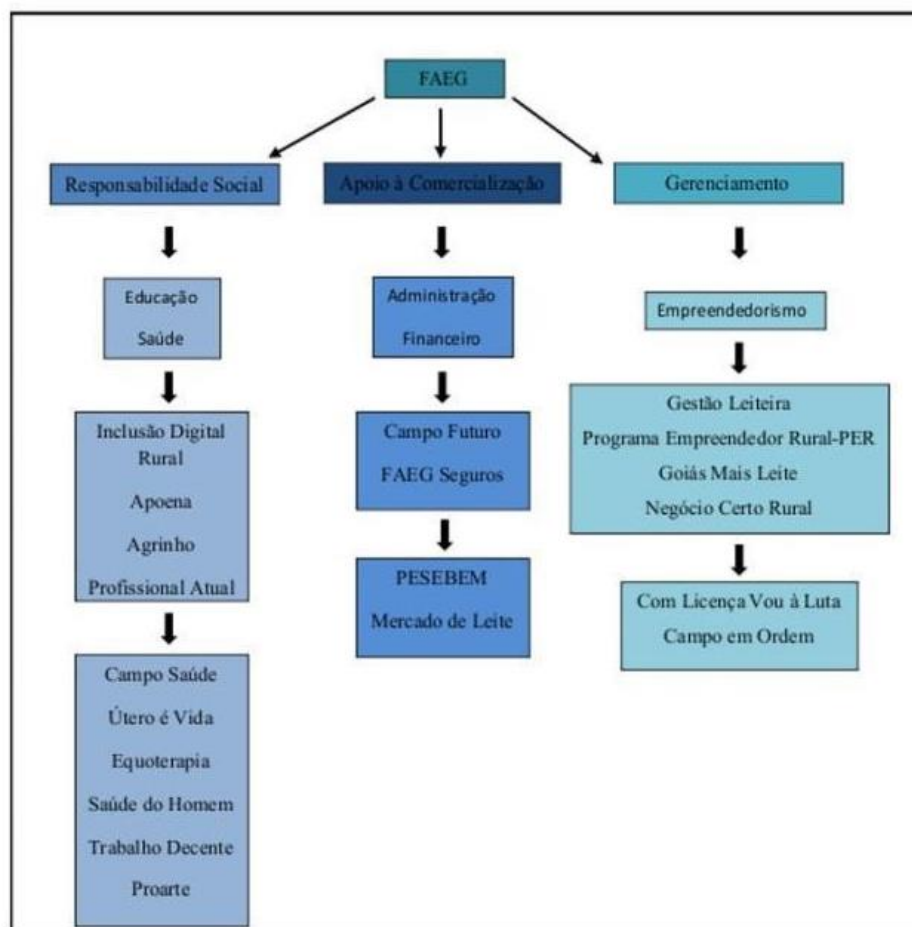 FAEG
Responsabilidade Social
Apoio à Comercialização
Gerenciamento
Educação
Saúde
Administração
Financeiro
Empreendedorismo
Inclusão Digital
Rural
Apoena
Agrinho
Profissional Atual
Campo Futuro
FAEG Seguros
Gestão Leiteira
Programa Empreendedor Rural-PER
Goiás Mais Leite
Negócio Certo Rural
PESEBEM
Mercado de Leite
Com Licença Vou à Luta
Campo em Ordem
Campo Saúde
Útero é Vida
Equoterapia
Saúde do Homem
Trabalho Decente
Proarte